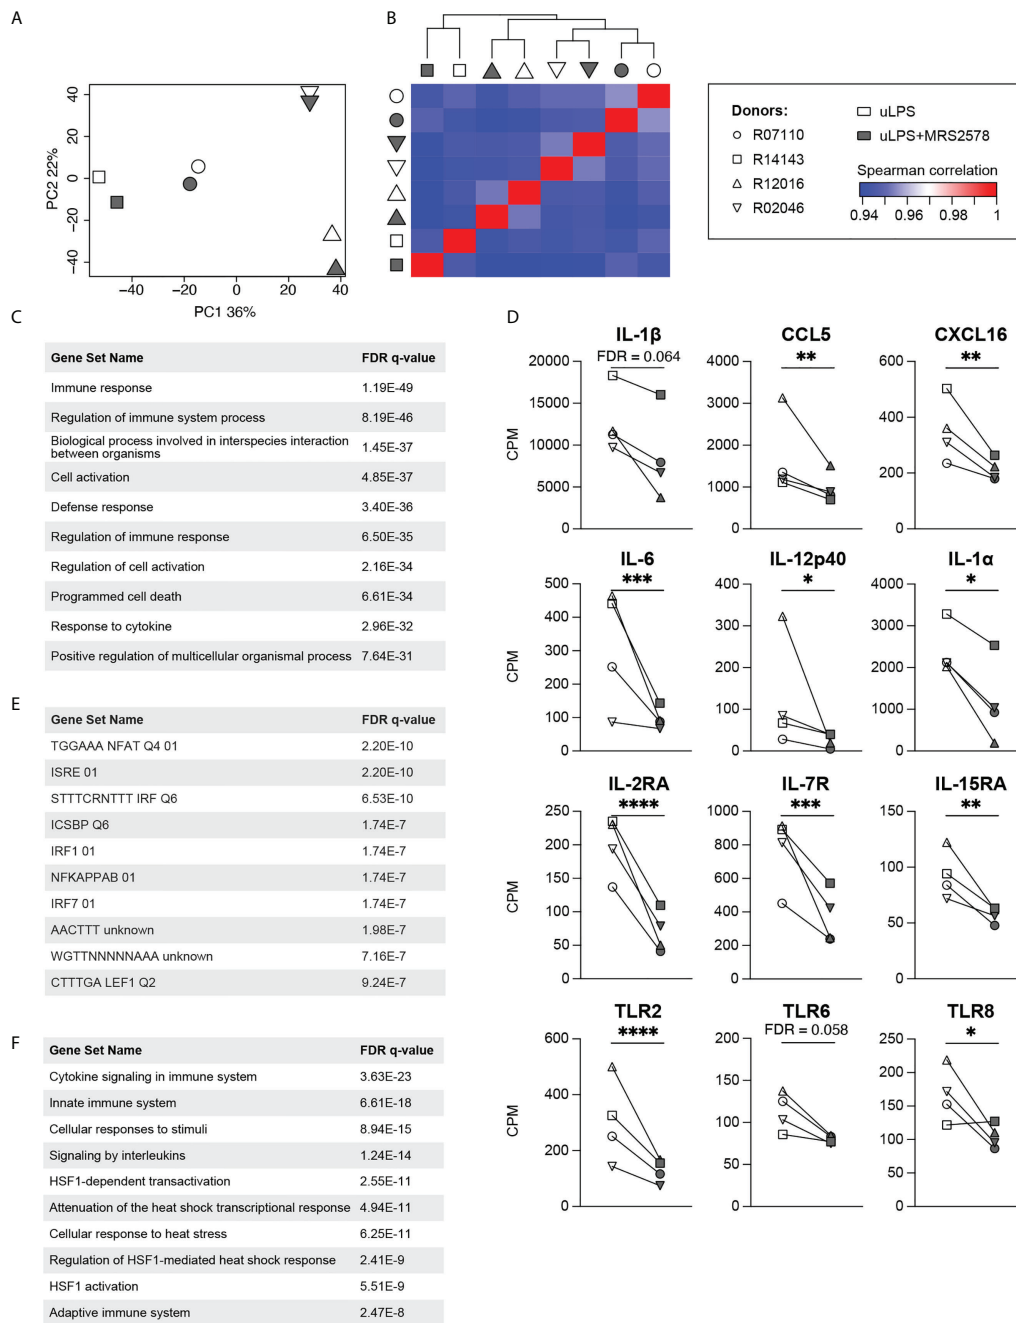 A
B
40
20
0
−20
−40
PC2 22%
−40
−20
0
20
40
PC1 36%
Donors:
R07110
R14143
R12016
R02046
uLPS
uLPS+MRS2578
Spearman correlation
0.94
0.96
0.98
1
C
Gene Set Name FDR q-value
Immune response 1.19E-49
Regulation of immune system process 8.19E-46
Biological process involved in interspecies interaction
between organisms 1.45E-37
Cell activation 4.85E-37
Defense response 3.40E-36
Regulation of immune response 6.50E-35
Regulation of cell activation 2.16E-34
Programmed cell death 6.61E-34
Response to cytokine 2.96E-32
Positive regulation of multicellular organismal process 7.64E-31
D
IL-1β
FDR = 0.064
20000
15000
10000
5000
0
CPM
CCL5
**
4000
3000
2000
1000
0
CXCL16
**
600
400
200
0
IL-6
***
500
400
300
200
100
0
CPM
IL-12p40
*
400
300
200
100
0
IL-1α
*
4000
3000
2000
1000
0
IL-2RA
****
250
200
150
100
50
0
CPM
IL-7R
***
1000
800
600
400
200
0
IL-15RA
**
150
100
50
0
TLR2
****
600
400
200
0
CPM
TLR6
FDR = 0.058
200
150
100
50
0
TLR8
*
250
200
150
100
50
0
E
Gene Set Name FDR q-value
TGGAAA NFAT Q4 01 2.20E-10
ISRE 01 2.20E-10
STTTCRNTTT IRF Q6 6.53E-10
ICSBP Q6 1.74E-7
IRF1 01 1.74E-7
NFKAPPAB 01 1.74E-7
IRF7 01 1.74E-7
AACTTT unknown 1.98E-7
WGTTNNNNNAAA unknown 7.16E-7
CTTTGA LEF1 Q2 9.24E-7
F
Gene Set Name FDR q-value
Cytokine signaling in immune system 3.63E-23
Innate immune system 6.61E-18
Cellular responses to stimuli 8.94E-15
Signaling by interleukins 1.24E-14
HSF1-dependent transactivation 2.55E-11
Attenuation of the heat shock transcriptional response 4.94E-11
Cellular response to heat stress 6.25E-11
Regulation of HSF1-mediated heat shock response 2.41E-9
HSF1 activation 5.51E-9
Adaptive immune system 2.47E-8